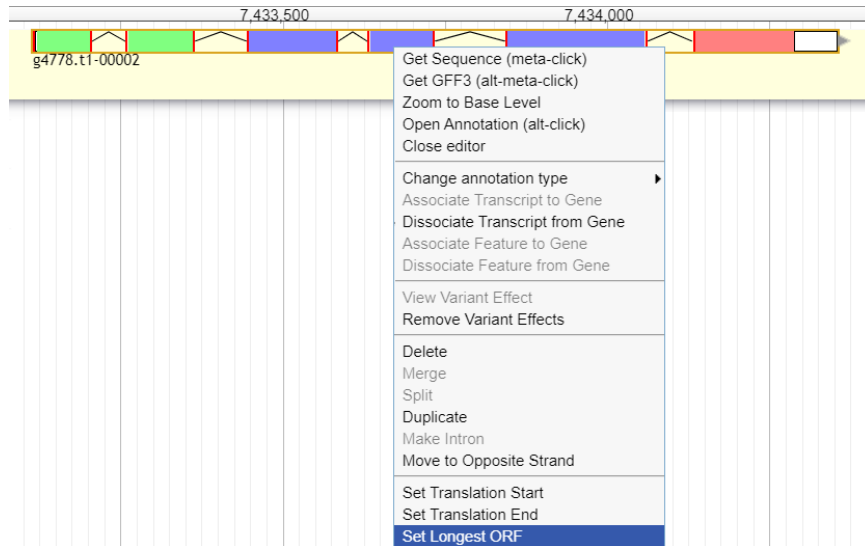 7,433,500 7,434,000
g4778.t1-00002
Get Sequence (meta-click)
Get GFF3 (alt-meta-click)
Zoom to Base Level
Open Annotation (alt-click)
Close editor
Change annotation type
Associate Transcript to Gene
Dissociate Transcript from Gene
Associate Feature to Gene
Dissociate Feature from Gene
View Variant Effect
Remove Variant Effects
Delete
Merge
Split
Duplicate
Make Intron
Move to Opposite Strand
Set Translation Start
Set Translation End
Set Longest ORF